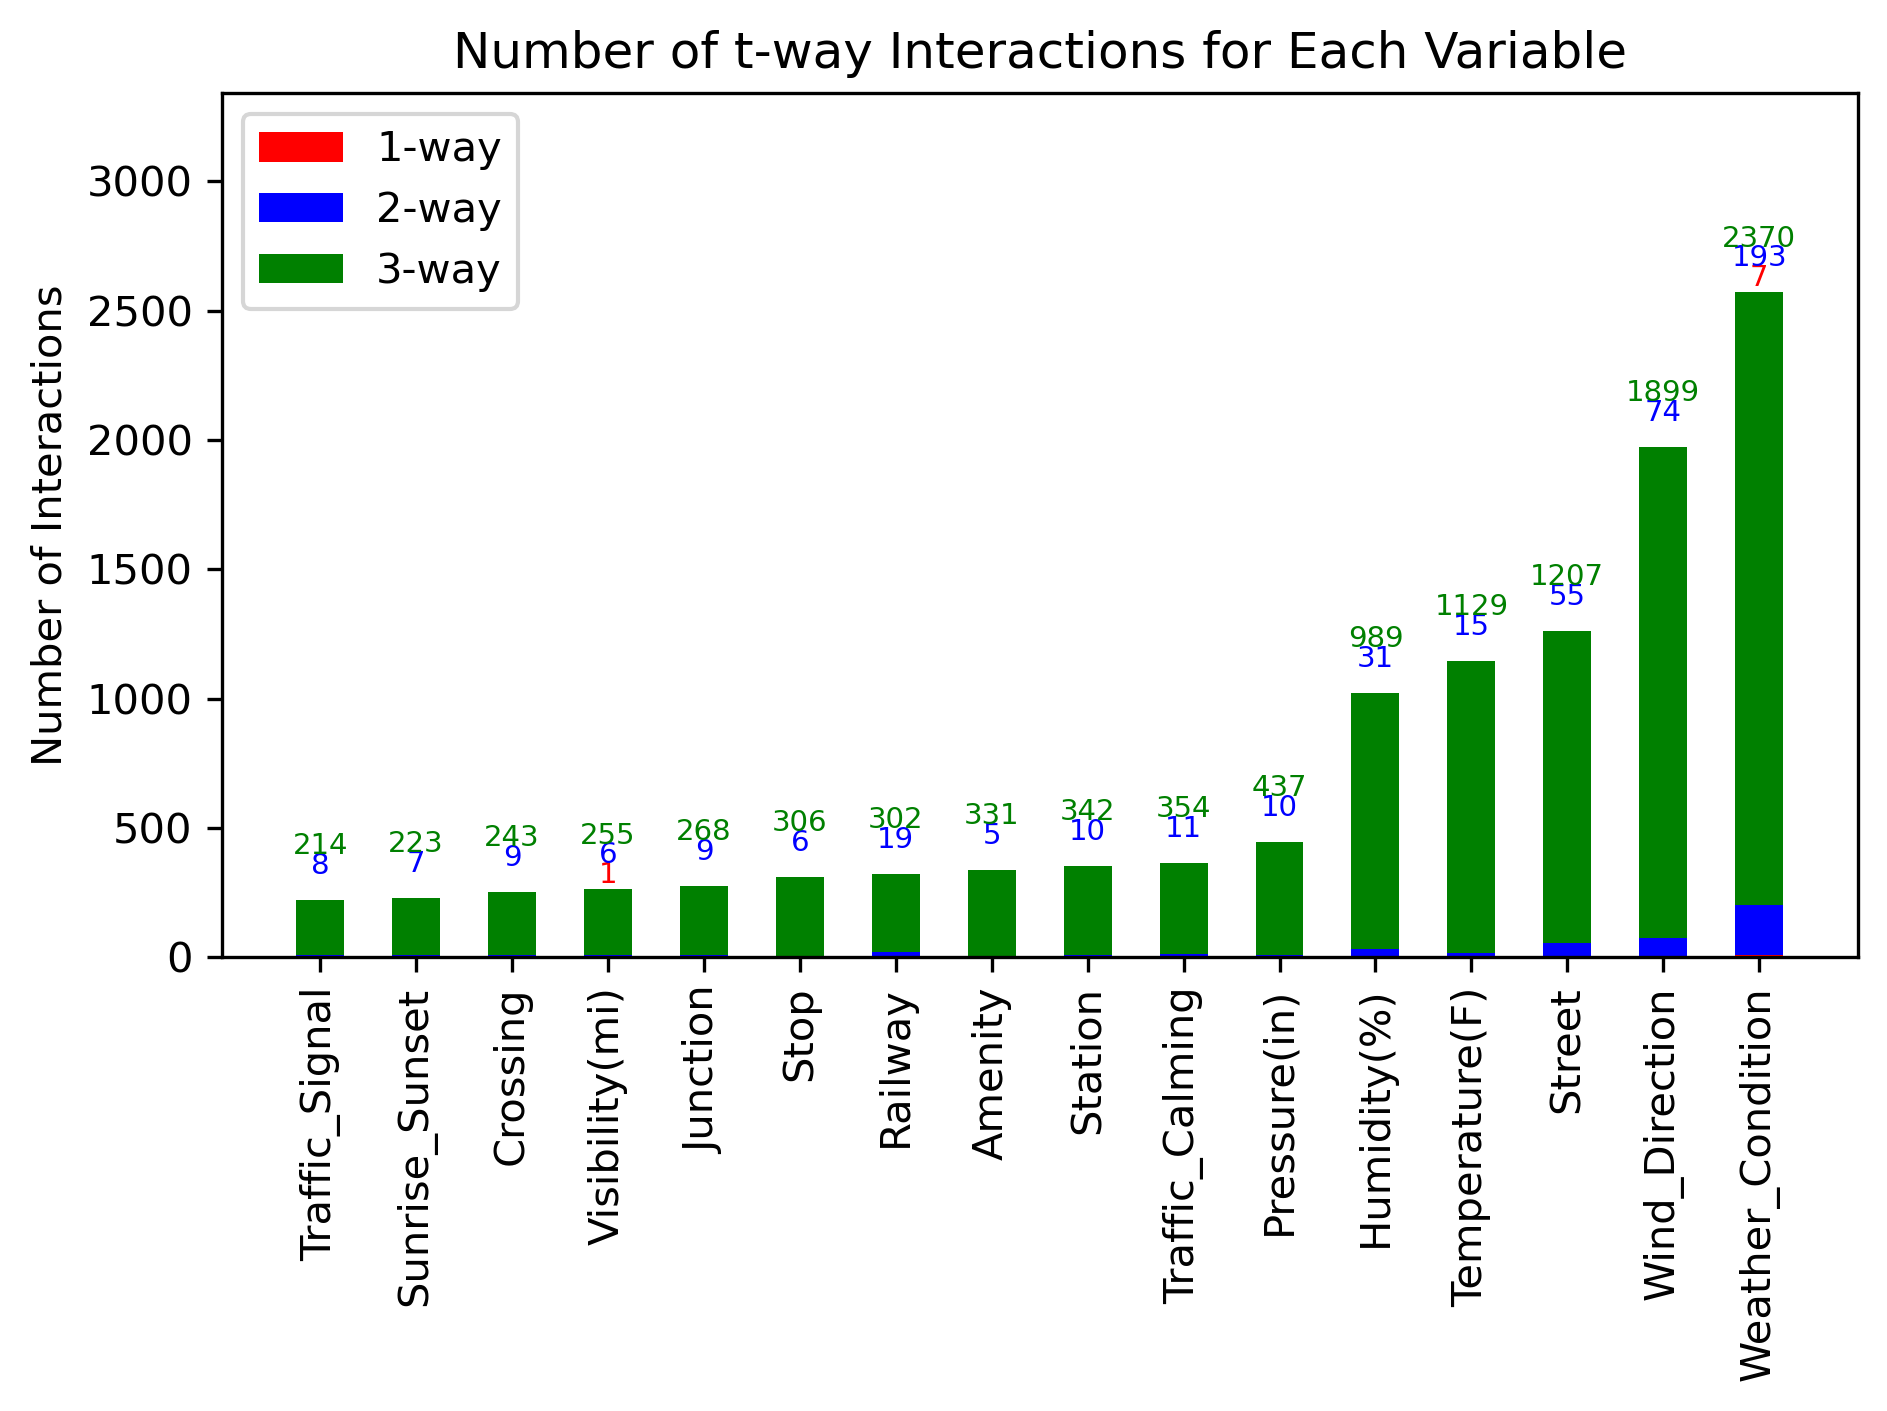 Number of t-way Interactions for Each Variable
1-way
2-way
3-way
Number of Interactions
3000
2500
2000
1500
1000
500
0
214
8
223
7
243
9
255
6
1
268
9
306
6
302
19
331
5
342
10
354
11
437
10
989
31
1129
15
1207
55
1899
74
2370
193
7
Traffic_Signal
Sunrise_Sunset
Crossing
Visibility(mi)
Junction
Stop
Railway
Amenity
Station
Traffic_Calming
Pressure(in)
Humidity(%)
Temperature(F)
Street
Wind_Direction
Weather_Condition